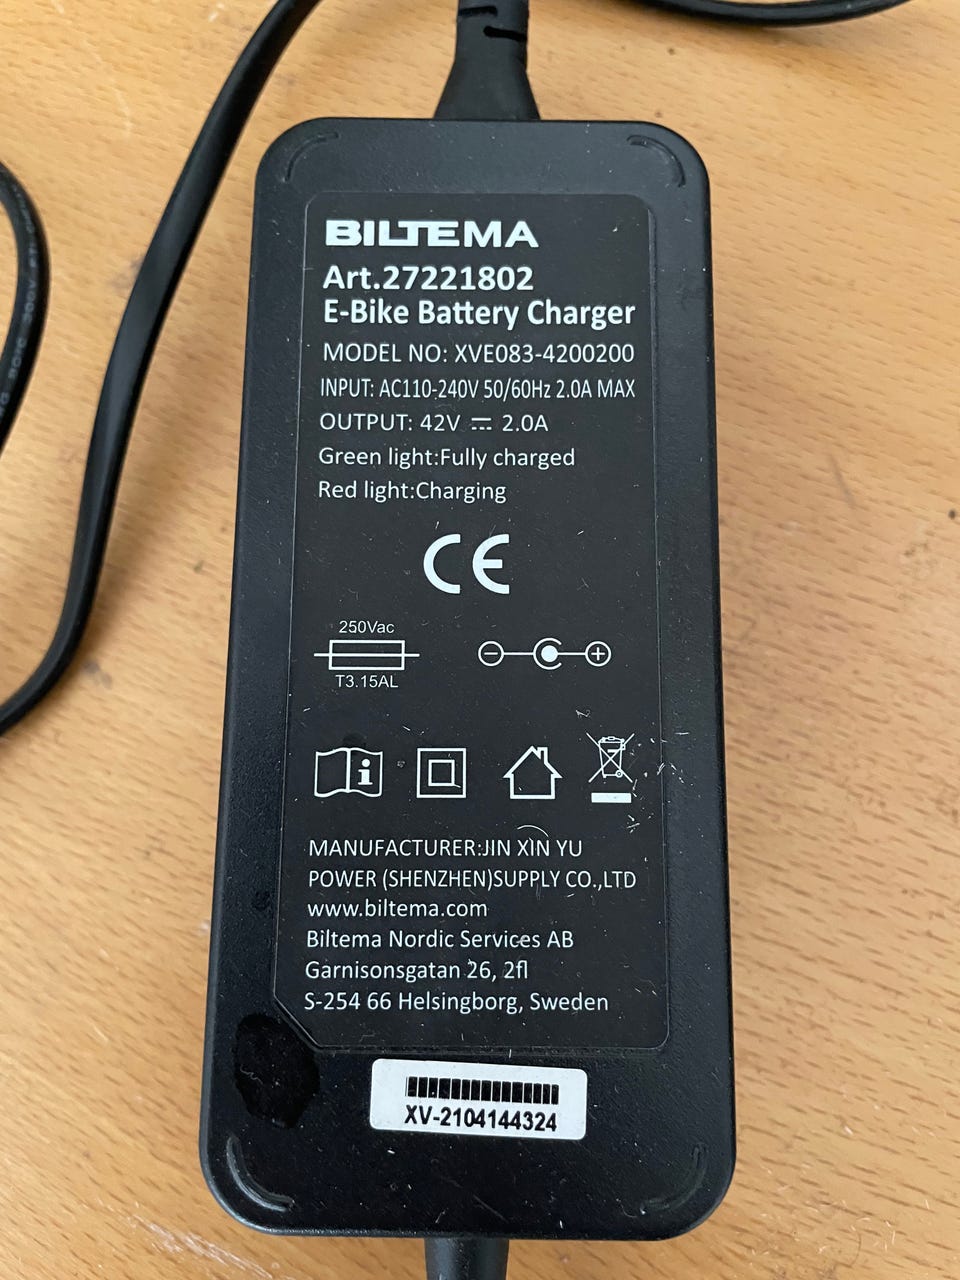 BILTEMA
Art.27221802
E-Bike Battery Charger
MODEL NO: XVE083-4200200
INPUT: AC110-240V 50/60Hz 2.0A MAX
OUTPUT: 42V ⎓ 2.0A
Green light:Fully charged
Red light:Charging
CE
250Vac
T3.15AL
MANUFACTURER:JIN XIN YU
POWER (SHENZHEN)SUPPLY CO.,LTD
www.biltema.com
Biltema Nordic Services AB
Garnisonsgatan 26, 2fl
S-254 66 Helsingborg, Sweden
XV-2104144324